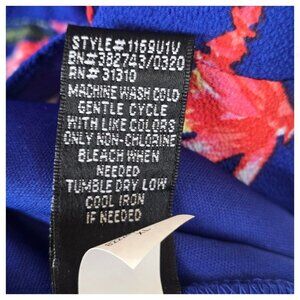 STYLE#1159U1V
BN#382743/0320
RN#31310
MACHINE WASH COLD
GENTLE CYCLE
WITH LIKE COLORS
ONLY NON-CHLORINE
BLEACH WHEN
NEEDED
TUMBLE DRY LOW
COOL IRON
IF NEEDED